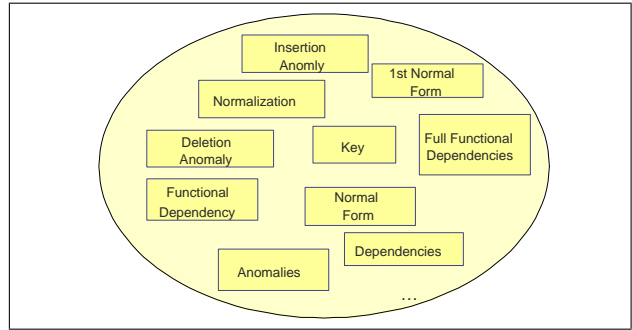 Insertion
Anomly
1st Normal
Form
Normalization
Deletion
Anomaly
Key
Full Functional
Dependencies
Functional
Dependency
Normal
Form
Dependencies
Anomalies
...